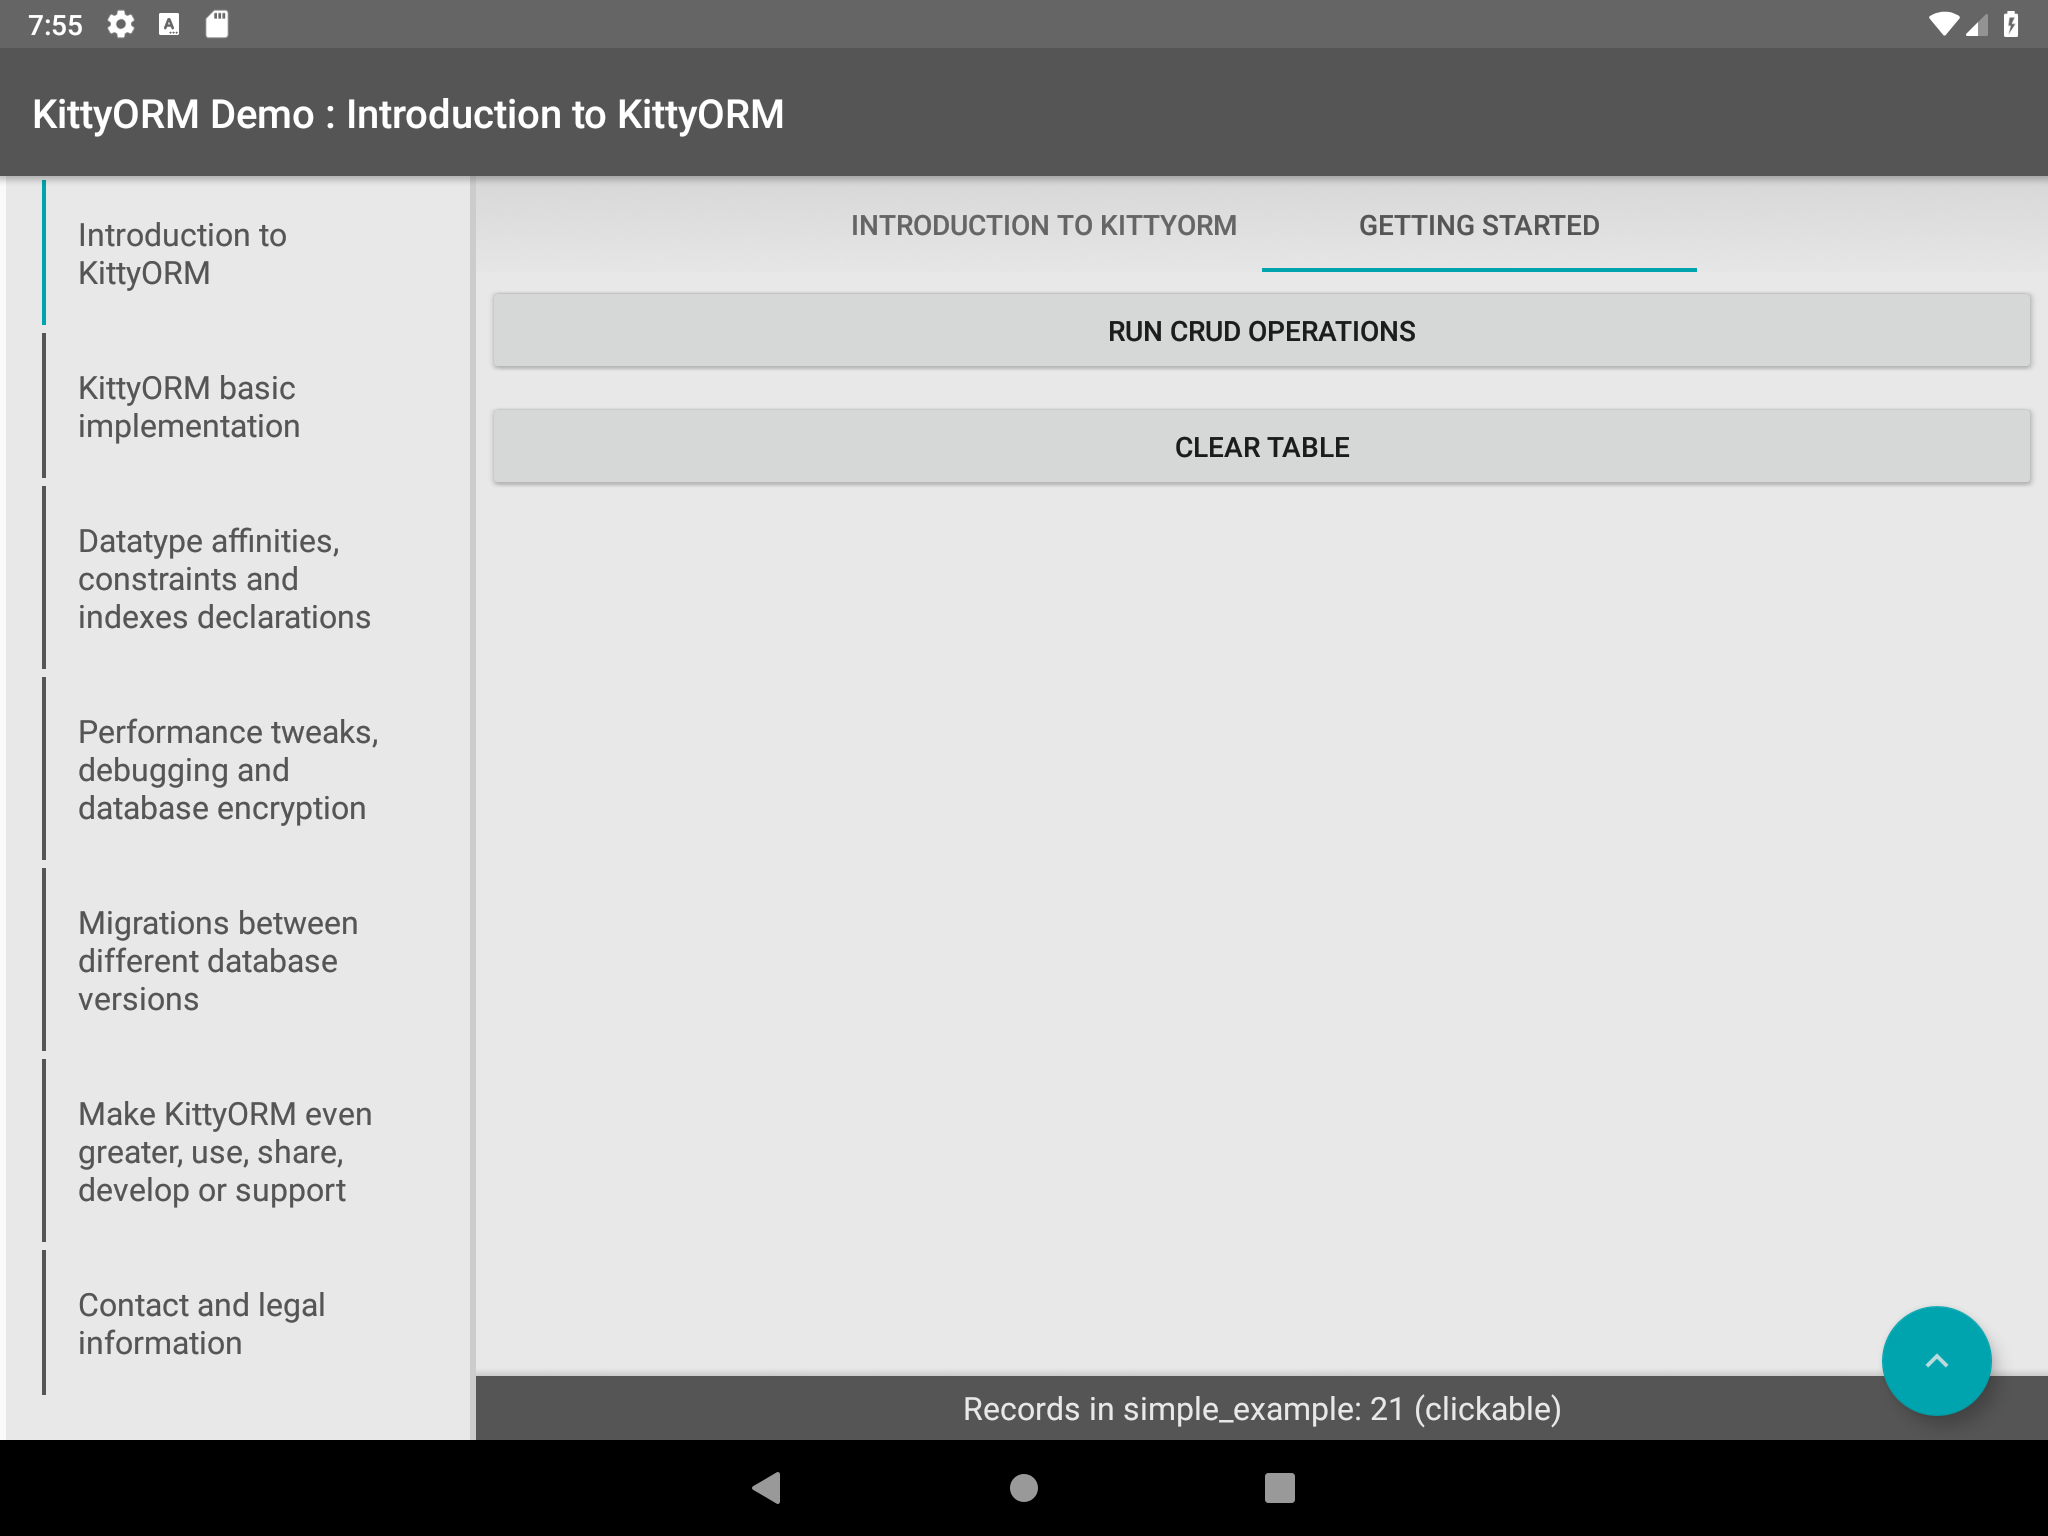 7:55
KittyORM Demo : Introduction to KittyORM
Introduction to
KittyORM
KittyORM basic
implementation
Datatype affinities,
constraints and
indexes declarations
Performance tweaks,
debugging and
database encryption
Migrations between
different database
versions
Make KittyORM even
greater, use, share,
develop or support
Contact and legal
information
INTRODUCTION TO KITTYORM
GETTING STARTED
RUN CRUD OPERATIONS
CLEAR TABLE
Records in simple_example: 21 (clickable)